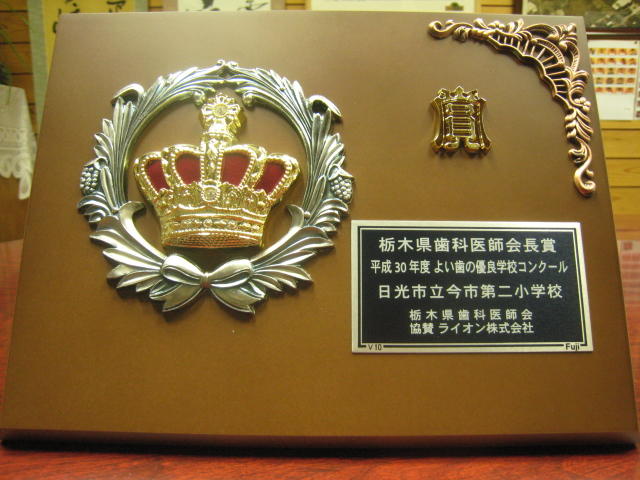 賞
栃木県歯科医師会長賞
平成30年度 よい歯の優良学校コンクール
日光市立今市第二小学校
栃木県歯科医師会
協賛 ライオン株式会社
V10 Fuji